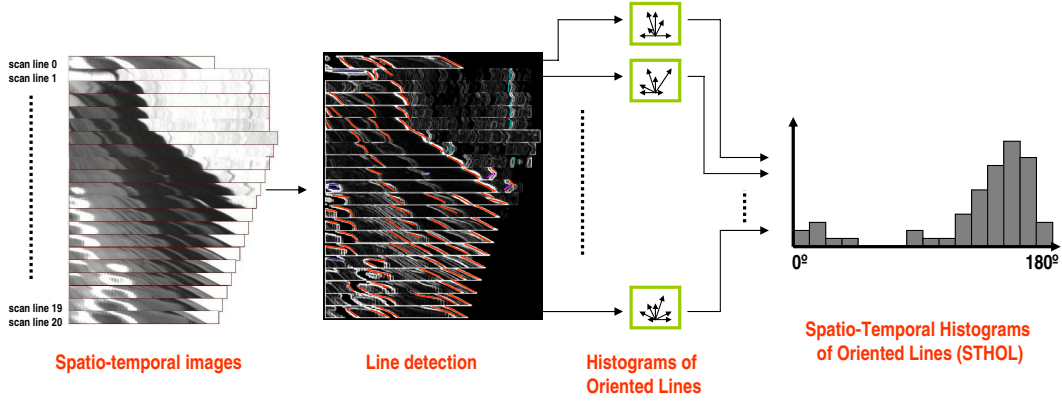 scan line 0
scan line 1
scan line 19
scan line 20
0º
180º
Spatio-temporal images
Line detection
Histograms of
Oriented Lines
Spatio-Temporal Histograms
of Oriented Lines (STHOL)